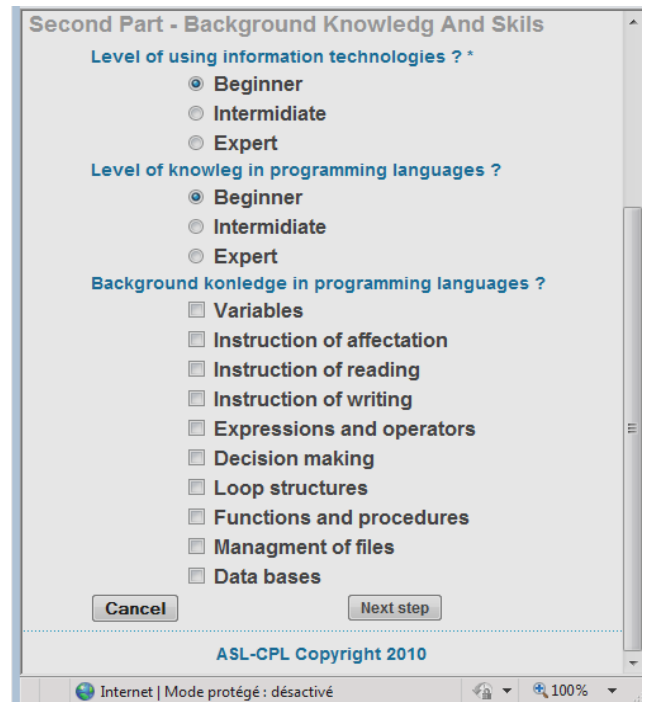 Second Part - Background Knowledg And Skils
Level of using information technologies ? *
Beginner
Intermidiate
Expert
Level of knowleg in programming languages ?
Beginner
Intermidiate
Expert
Background konledge in programming languages ?
Variables
Instruction of affectation
Instruction of reading
Instruction of writing
Expressions and operators
Decision making
Loop structures
Functions and procedures
Managment of files
Data bases
Cancel Next step
ASL-CPL Copyright 2010
Internet | Mode protégé : désactivé 100%